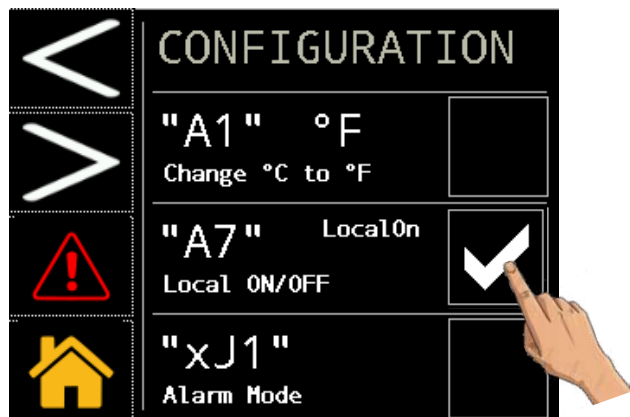 CONFIGURATION
"A1" °F
Change °C to °F
"A7" LocalOn
Local ON/OFF
"xJ1"
Alarm Mode